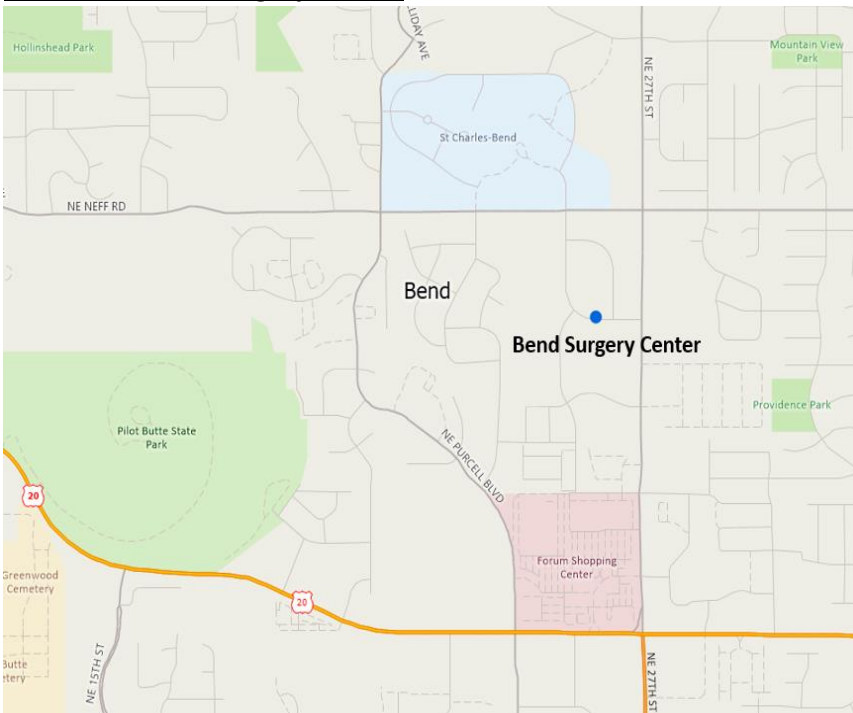 LIDAY AVE
Hollinshead Park
Mountain View
Park
NE 27TH ST
St Charles-Bend
NE NEFF RD
Bend
Bend Surgery Center
Providence Park
Pilot Butte State
Park
NE PURCELL BLVD
20
Forum Shopping
Center
Greenwood
Cemetery
20
NE 15TH ST
Butte
etery
NE 27TH ST